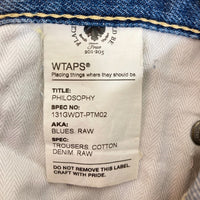 WTAPS®
Placing things where they should be.
TITLE:
PHILOSOPHY
SPEC NO:
131GWDT-PTM02
AKA:
BLUES. RAW
SPEC:
TROUSERS. COTTON
DENIM. RAW
DO NOT REMOVE THIS LABEL.
CRAFT WITH PRIDE.